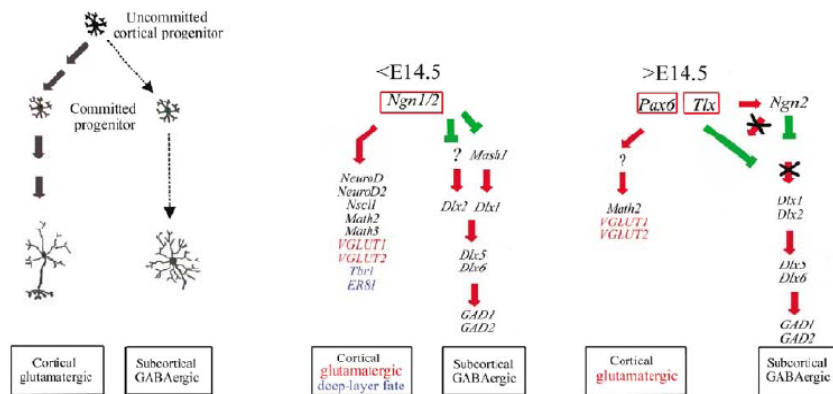 Uncommitted
cortical progenitor
Committed
progenitor
Cortical
glutamatergic
Subcortical
GABAergic
<E14.5
Ngn1/2
?
Mash1
NeuroD
NeuroD2
Nscl1
Math2
Math3
VGLUT1
VGLUT2
Tbr1
ER81
Dlx2
Dlx1
Dlx5
Dlx6
GAD1
GAD2
Cortical
glutamatergic
deep-layer fate
Subcortical
GABAergic
>E14.5
Pax6
Tlx
Ngn2
?
Math2
VGLUT1
VGLUT2
Dlx1
Dlx2
Dlx5
Dlx6
GAD1
GAD2
Cortical
glutamatergic
Subcortical
GABAergic